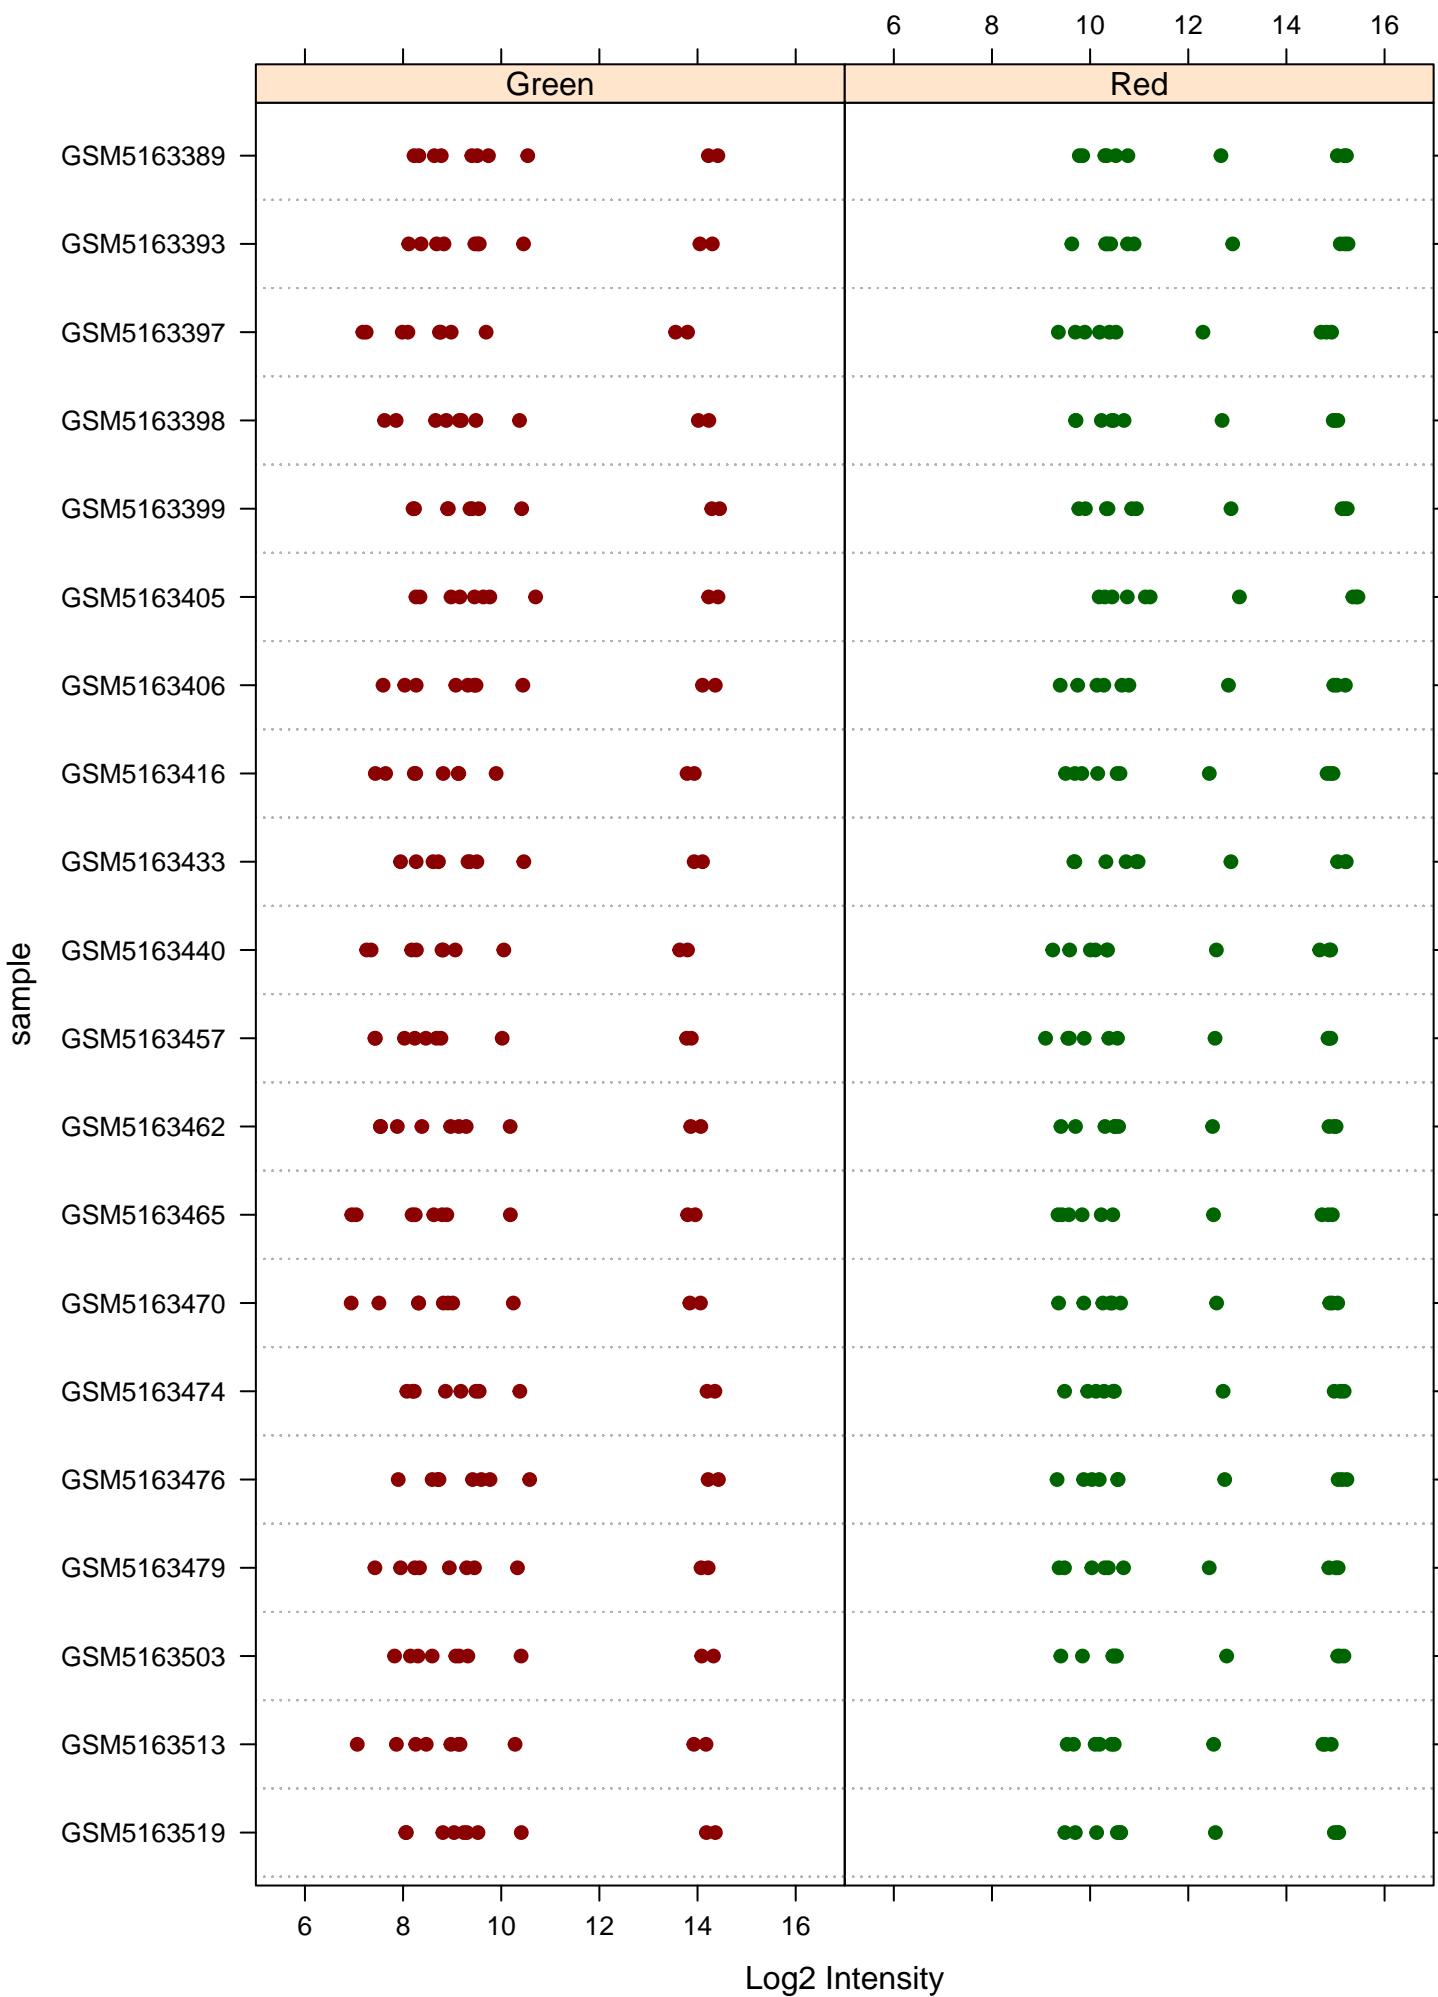 6 8 10 12 14 16
Green Red
GSM5163389
GSM5163393
GSM5163397
GSM5163398
GSM5163399
GSM5163405
GSM5163406
GSM5163416
GSM5163433
GSM5163440
GSM5163457
GSM5163462
GSM5163465
GSM5163470
GSM5163474
GSM5163476
GSM5163479
GSM5163503
GSM5163513
GSM5163519
sample
6 8 10 12 14 16
Log2 Intensity